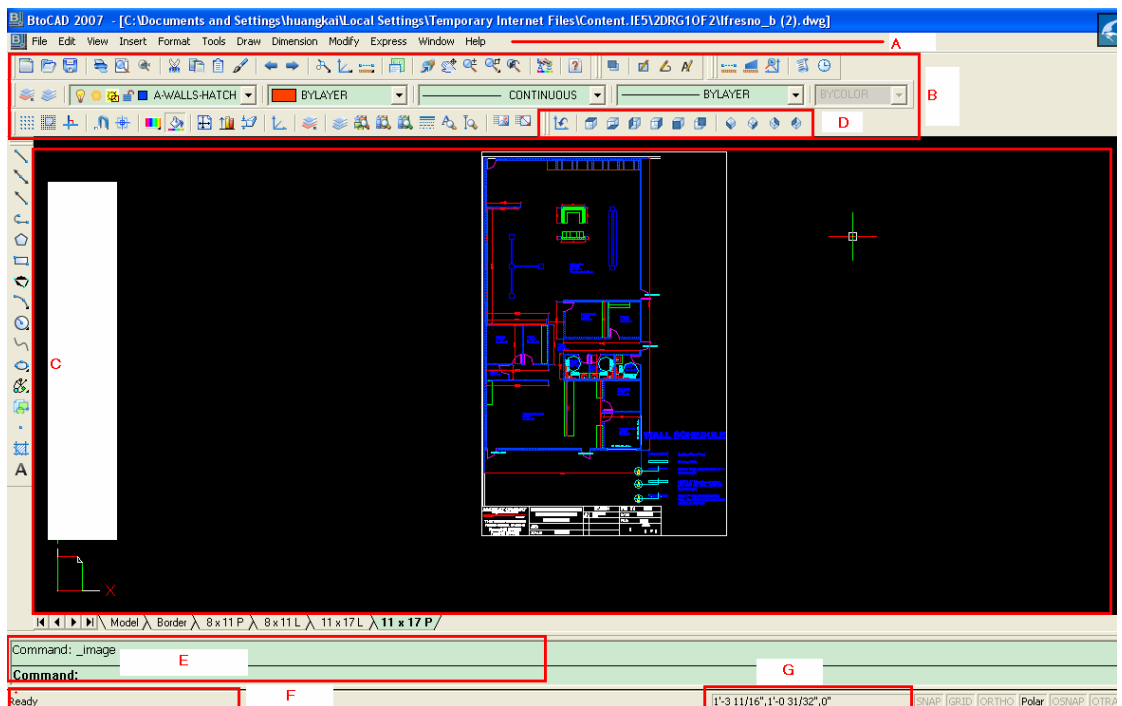 BtoCAD 2007 - [C:\Documents and Settings\huangkai\Local Settings\Temporary Internet Files\Content.IE5\2DRG1OF2\lfresno_b (2).dwg]
File Edit View Insert Format Tools Draw Dimension Modify Express Window Help
A
A-WALLS-HATCH BYLAYER CONTINUOUS BYLAYER BYCOLOR
B
D
C
WALL SCHEDULE
X
Model Border 8 x 11 P 8 x 11 L 11 x 17 L 11 x 17 P
Command: _image
E
Command:
G
F
Ready 1'-3 11/16",1'-0 31/32",0" SNAP GRID ORTHO Polar OSNAP OTRA